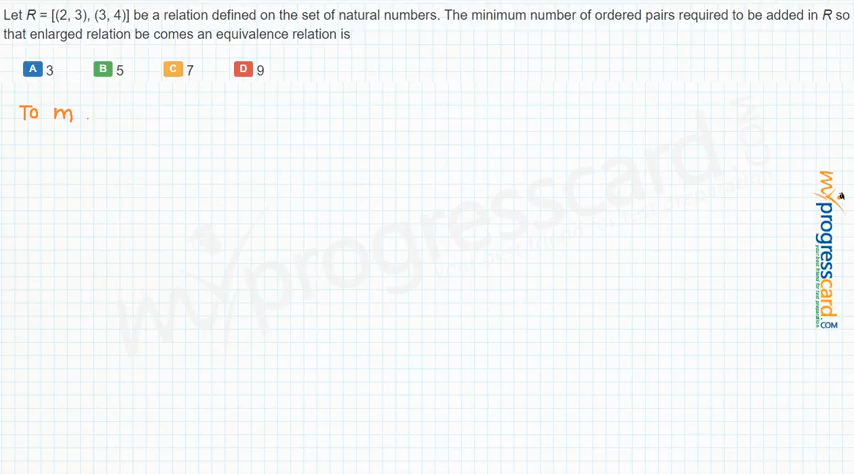 Let R = [(2, 3), (3, 4)] be a relation defined on the set of natural numbers. The minimum number of ordered pairs required to be added in R so
that enlarged relation be comes an equivalence relation is
A 3 B 5 C 7 D 9
To m
myprogresscard
.COM
myprogresscard.com